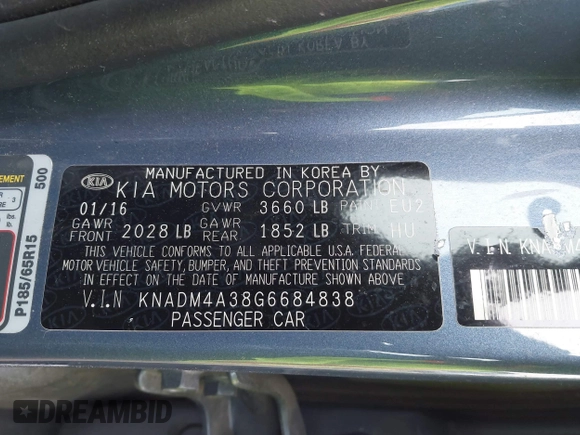 MANUFACTURED IN KOREA BY
KIA KIA MOTORS CORPORATION
01/16 GVWR 3660 LB PAINT EU2
GAWR FRONT 2028 LB GAWR REAR 1852 LB TRIM HU
THIS VEHICLE CONFORMS TO ALL APPLICABLE U.S.A. FEDERAL
MOTOR VEHICLE SAFETY, BUMPER, AND THEFT PREVENTION STANDARDS
IN EFFECT ON THE DATE OF MANUFACTURE SHOWN ABOVE
V.I.N KNADM4A38G6684838
PASSENGER CAR
P185/65R15
500
V.I.N
DREAMBID